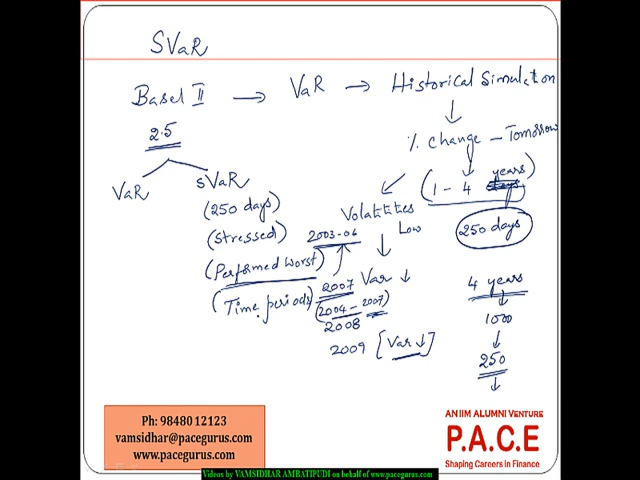 SVaR
Basel II → VaR → Historical Simulation
2.5
% change - Tomorrow
VaR
sVaR
(1 - 4 years
days)
(250 days)
Volatitites
Low
250 days
(Stressed)
2003-06
(Performed Worst)
2007 Var ↓
4 years
(Time periods)
(2004 - 2007)
2008
1000
2009 [Var ↓]
250
Ph: 98480 12123
vamsidhar@pacegurus.com
www.pacegurus.com
AN IIM ALUMNI VENTURE
P.A.C.E
Shaping Careers in Finance
Videos by VAMSIDHAR AMBATIPUDI on behalf of www.pacegurus.com